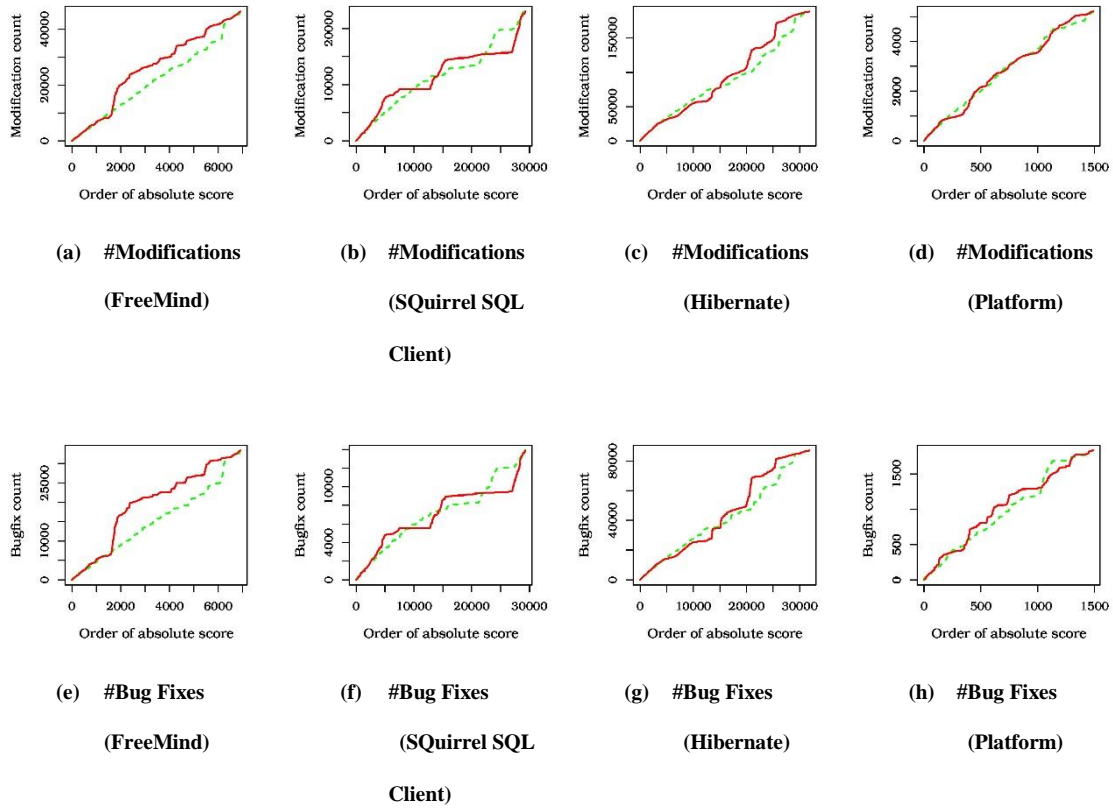 Modification count
0
20000
40000
0
2000
4000
6000
Order of absolute score
(a) #Modifications
(FreeMind)
Modification count
0
10000
20000
0
10000
20000
30000
Order of absolute score
(b) #Modifications
(SQuirrel SQL
Client)
Modification count
0
50000
150000
0
10000
20000
30000
Order of absolute score
(c) #Modifications
(Hibernate)
Modification count
0
2000
4000
0
500
1000
1500
Order of absolute score
(d) #Modifications
(Platform)
Bugfix count
0
10000
25000
0
2000
4000
6000
Order of absolute score
(e) #Bug Fixes
(FreeMind)
Bugfix count
0
4000
10000
0
10000
20000
30000
Order of absolute score
(f) #Bug Fixes
(SQuirrel SQL
Client)
Bugfix count
0
40000
80000
0
10000
20000
30000
Order of absolute score
(g) #Bug Fixes
(Hibernate)
Bugfix count
0
500
1500
0
500
1000
1500
Order of absolute score
(h) #Bug Fixes
(Platform)